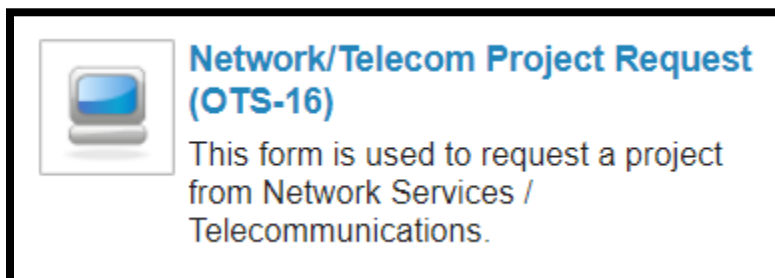 Network/Telecom Project Request
(OTS-16)
This form is used to request a project
from Network Services /
Telecommunications.